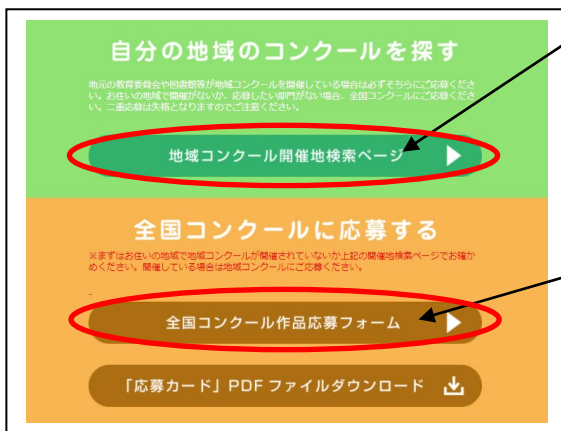 自分の地域のコンクールを探す
地元の教育委員会や図書館等が地域コンクールを開催している場合は必ずそちらにご応募くださ
い。お住いの地域で開催がないか、応募したい部門がない場合、全国コンクールにご応募くださ
い。二重応募は失格となりますのでご注意ください。
地域コンクール開催地検索ページ
全国コンクールに応募する
※まずはお住いの地域で地域コンクールが開催されていないか上記の開催地検索ページでお確か
めください。開催している場合は地域コンクールにご応募ください。
全国コンクール作品応募フォーム
「応募カード」PDFファイルダウンロード